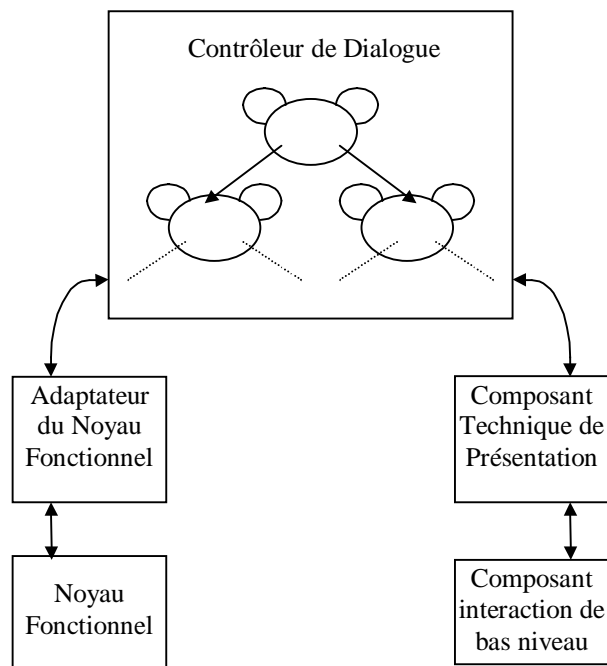 Contrôleur de Dialogue
Adaptateur
du Noyau
Fonctionnel
Composant
Technique de
Présentation
Noyau
Fonctionnel
Composant
interaction de
bas niveau